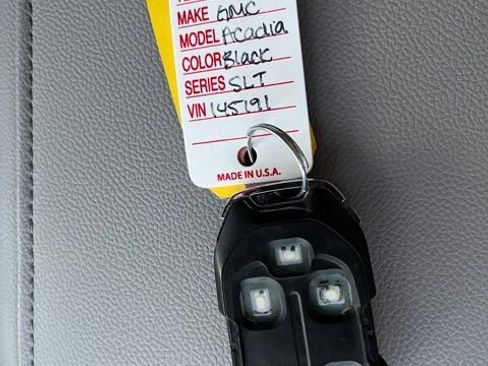 MAKE GMC
MODEL Acadia
COLOR Black
SERIES SLT
VIN 145191
MADE IN U.S.A.